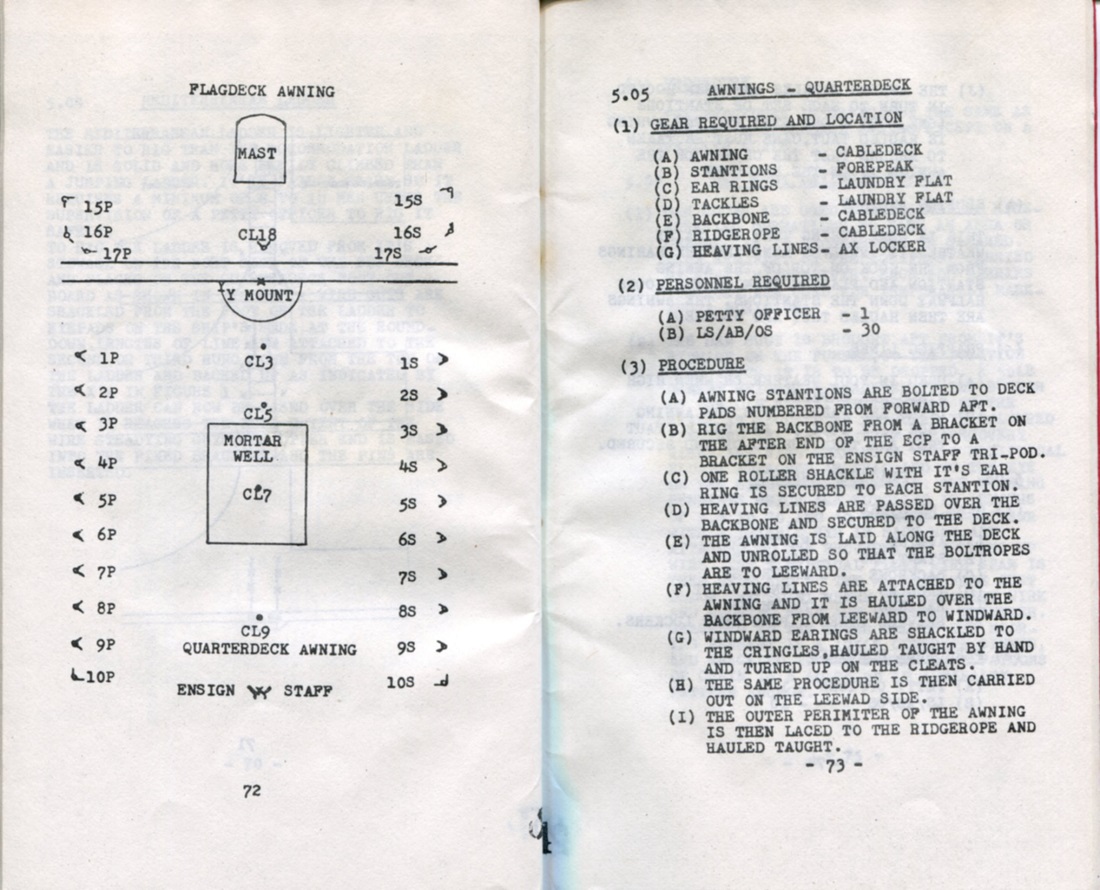 FLAGDECK AWNING
MAST
15P 15S
16P CL18 16S
17P 17S
Y MOUNT
1P CL3 1S
2P 2S
CL5
3P MORTAR 3S
WELL
4P 4S
CL7
5P 5S
6P 6S
7P 7S
8P 8S
CL9
9P QUARTERDECK AWNING 9S
10P 10S
ENSIGN STAFF
72
5.05 AWNINGS - QUARTERDECK
(1) GEAR REQUIRED AND LOCATION
(A) AWNING - CABLEDECK
(B) STANTIONS - FOREPEAK
(C) EAR RINGS - LAUNDRY FLAT
(D) TACKLES - LAUNDRY FLAT
(E) BACKBONE - CABLEDECK
(F) RIDGEROPE - CABLEDECK
(G) HEAVING LINES- AX LOCKER
(2) PERSONNEL REQUIRED
(A) PETTY OFFICER - 1
(B) LS/AB/OS - 30
(3) PROCEDURE
(A) AWNING STANTIONS ARE BOLTED TO DECK
PADS NUMBERED FROM FORWARD AFT.
(B) RIG THE BACKBONE FROM A BRACKET ON
THE AFTER END OF THE ECP TO A
BRACKET ON THE ENSIGN STAFF TRI-POD.
(C) ONE ROLLER SHACKLE WITH IT'S EAR
RING IS SECURED TO EACH STANTION.
(D) HEAVING LINES ARE PASSED OVER THE
BACKBONE AND SECURED TO THE DECK.
(E) THE AWNING IS LAID ALONG THE DECK
AND UNROLLED SO THAT THE BOLTROPES
ARE TO LEEWARD.
(F) HEAVING LINES ARE ATTACHED TO THE
AWNING AND IT IS HAULED OVER THE
BACKBONE FROM LEEWARD TO WINDWARD.
(G) WINDWARD EARINGS ARE SHACKLED TO
THE CRINGLES,HAULED TAUGHT BY HAND
AND TURNED UP ON THE CLEATS.
(H) THE SAME PROCEDURE IS THEN CARRIED
OUT ON THE LEEWAD SIDE.
(I) THE OUTER PERIMITER OF THE AWNING
IS THEN LACED TO THE RIDGEROPE AND
HAULED TAUGHT.
- 73 -